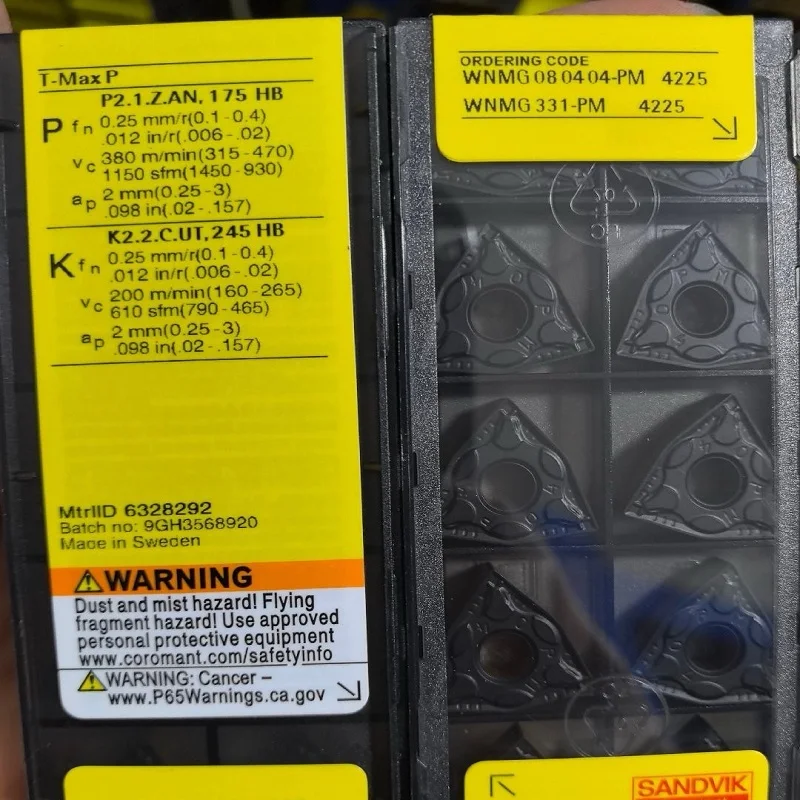 T-Max P
P2.1.Z.AN, 175 HB
P fn 0.25 mm/r(0.1-0.4)
.012 in/r(.006-.02)
vc 380 m/min(315-470)
1150 sfm(1450-930)
ap 2 mm(0.25-3)
.098 in(.02-.157)
K2.2.C.UT,245 HB
K fn 0.25 mm/r(0.1-0.4)
.012 in/r(.006-.02)
vc 200 m/min(160-265)
610 sfm(790-465)
ap 2 mm(0.25-3)
.098 in(.02-.157)
MtrlID 6328292
Batch no: 9GH3568920
Made in Sweden
WARNING
Dust and mist hazard! Flying
fragment hazard! Use approved
personal protective equipment
www.coromant.com/safetyinfo
WARNING: Cancer –
www.P65Warnings.ca.gov
ORDERING CODE
WNMG 08 04 04-PM 4225
WNMG 331-PM 4225
SANDVIK